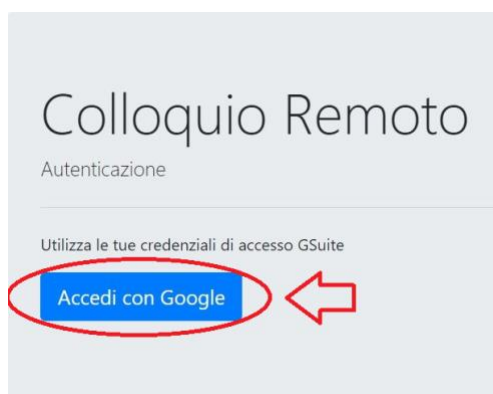 Colloquio Remoto
Autenticazione
Utilizza le tue credenziali di accesso GSuite
Accedi con Google